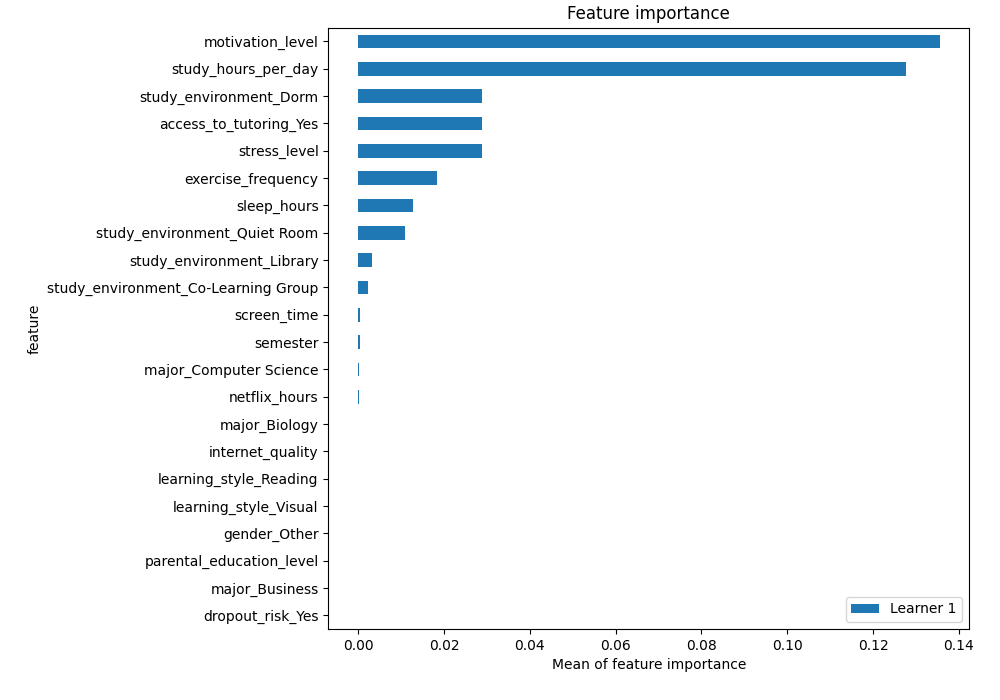 Feature importance
motivation_level
study_hours_per_day
study_environment_Dorm
access_to_tutoring_Yes
stress_level
exercise_frequency
sleep_hours
study_environment_Quiet Room
study_environment_Library
study_environment_Co-Learning Group
screen_time
semester
major_Computer Science
netflix_hours
major_Biology
internet_quality
learning_style_Reading
learning_style_Visual
gender_Other
parental_education_level
major_Business
dropout_risk_Yes
feature
Learner 1
0.00 0.02 0.04 0.06 0.08 0.10 0.12 0.14
Mean of feature importance